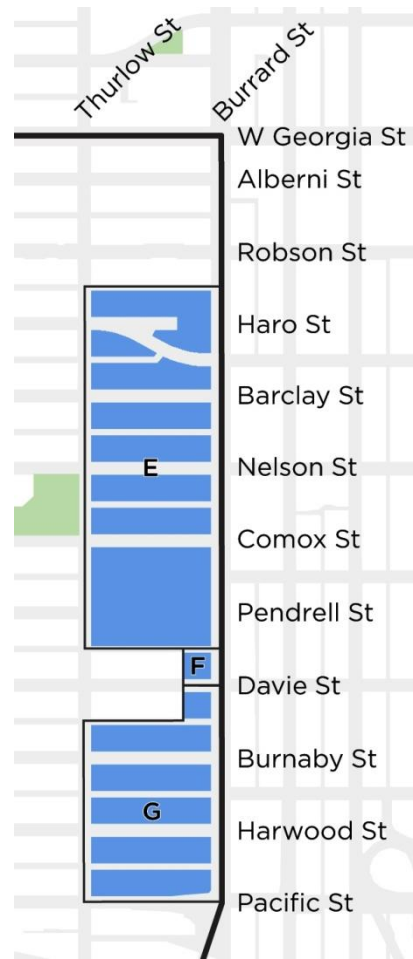 Thurlow St
Burrard St
W Georgia St
Alberni St
Robson St
Haro St
Barclay St
E
Nelson St
Comox St
Pendrell St
F
Davie St
Burnaby St
G
Harwood St
Pacific St